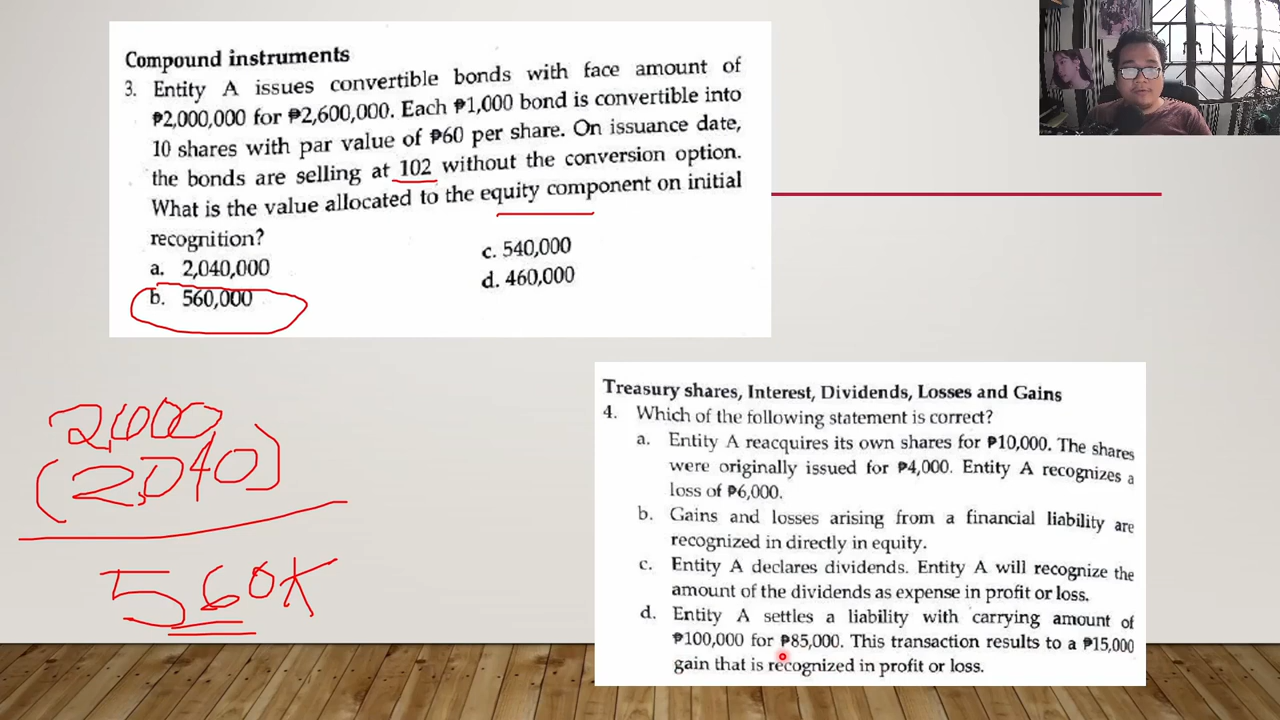 Compound instruments
3. Entity A issues convertible bonds with face amount of
₱2,000,000 for ₱2,600,000. Each ₱1,000 bond is convertible into
10 shares with par value of ₱60 per share. On issuance date,
the bonds are selling at 102 without the conversion option.
What is the value allocated to the equity component on initial
recognition?
a. 2,040,000
b. 560,000
c. 540,000
d. 460,000
2,000
(2,040)
560K
Treasury shares, Interest, Dividends, Losses and Gains
4. Which of the following statement is correct?
a. Entity A reacquires its own shares for ₱10,000. The shares
were originally issued for ₱4,000. Entity A recognizes a
loss of ₱6,000.
b. Gains and losses arising from a financial liability are
recognized in directly in equity.
c. Entity A declares dividends. Entity A will recognize the
amount of the dividends as expense in profit or loss.
d. Entity A settles a liability with carrying amount of
₱100,000 for ₱85,000. This transaction results to a ₱15,000
gain that is recognized in profit or loss.